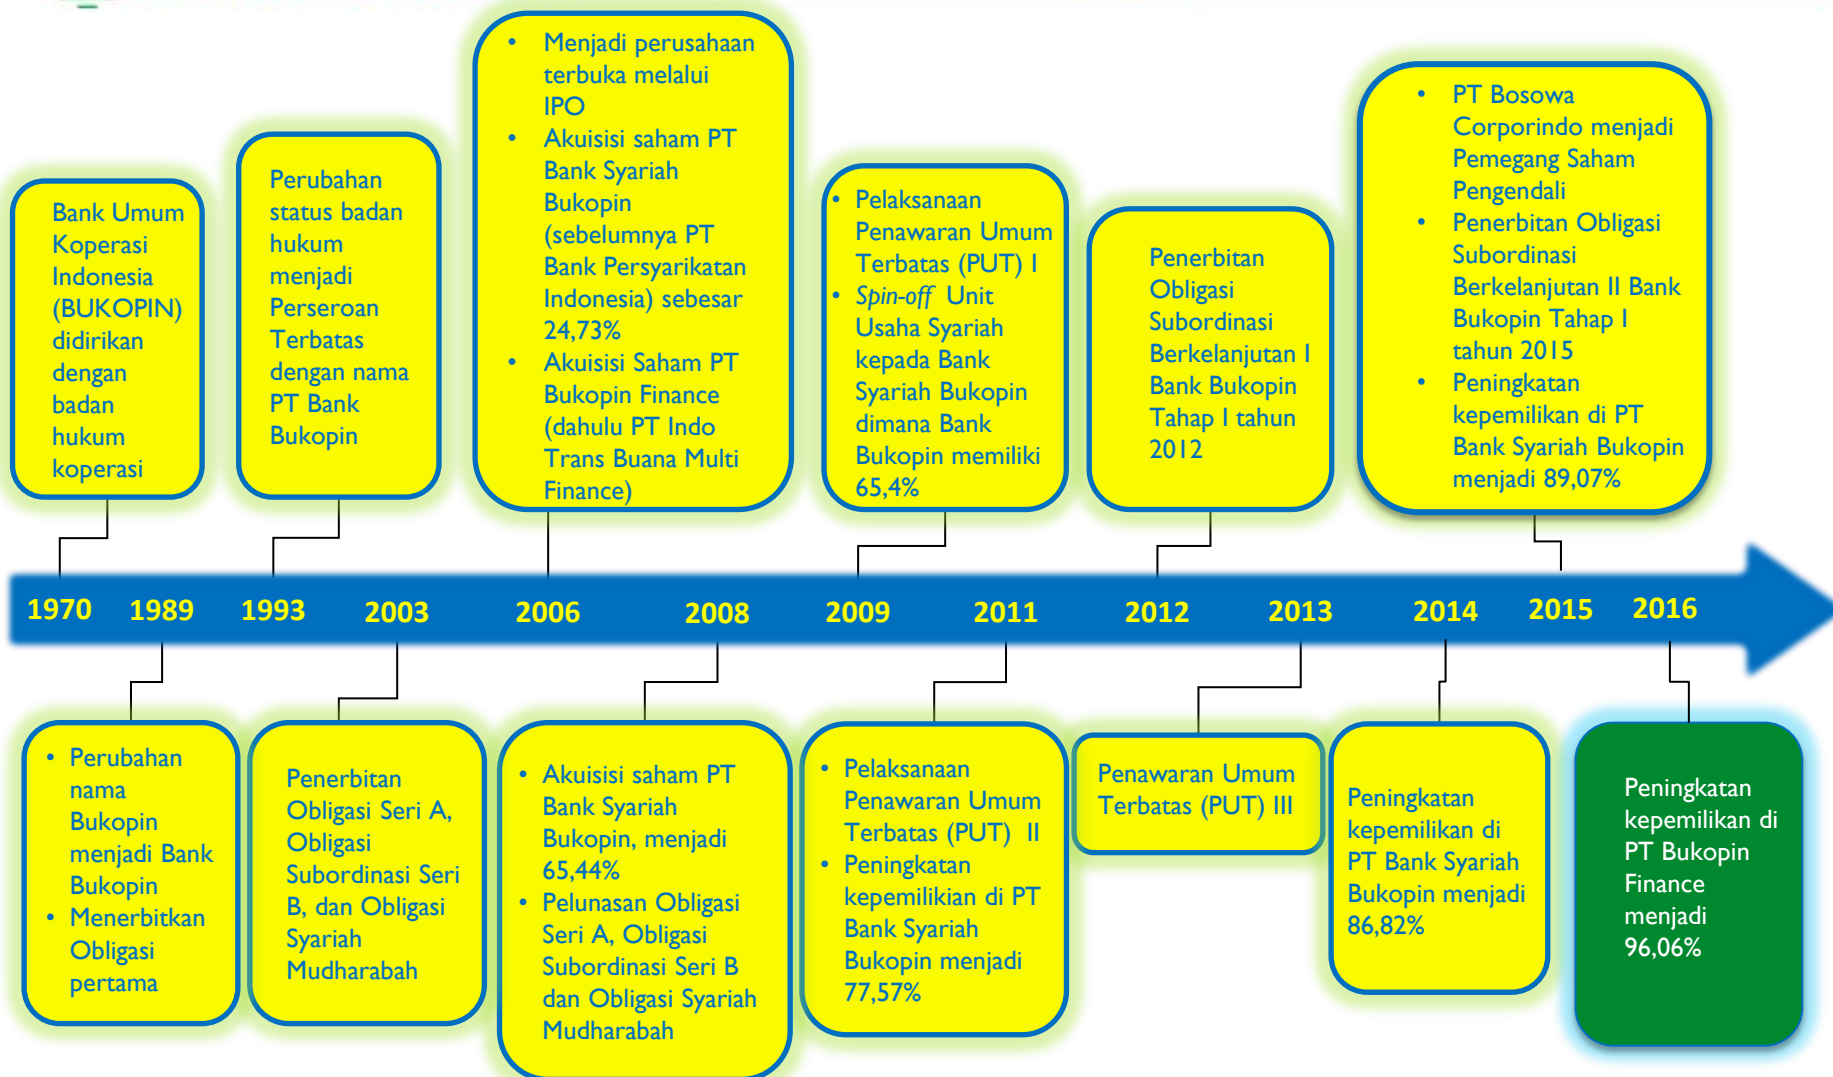 Bank Umum
Koperasi
Indonesia
(BUKOPIN)
didirikan
dengan
badan
hukum
koperasi
Perubahan
status badan
hukum
menjadi
Perseroan
Terbatas
dengan nama
PT Bank
Bukopin
• Menjadi perusahaan
terbuka melalui
IPO
• Akuisisi saham PT
Bank Syariah
Bukopin
(sebelumnya PT
Bank Persyarikatan
Indonesia) sebesar
24,73%
• Akuisisi Saham PT
Bukopin Finance
(dahulu PT Indo
Trans Buana Multi
Finance)
• Pelaksanaan
Penawaran Umum
Terbatas (PUT) I
• Spin-off Unit
Usaha Syariah
kepada Bank
Syariah Bukopin
dimana Bank
Bukopin memiliki
65,4%
Penerbitan
Obligasi
Subordinasi
Berkelanjutan I
Bank Bukopin
Tahap I tahun
2012
• PT Bosowa
Corporindo menjadi
Pemegang Saham
Pengendali
• Penerbitan Obligasi
Subordinasi
Berkelanjutan II Bank
Bukopin Tahap I
tahun 2015
• Peningkatan
kepemilikan di PT
Bank Syariah Bukopin
menjadi 89,07%
1970 1989 1993 2003 2006 2008 2009 2011 2012 2013 2014 2015 2016
• Perubahan
nama
Bukopin
menjadi Bank
Bukopin
• Menerbitkan
Obligasi
pertama
Penerbitan
Obligasi Seri A,
Obligasi
Subordinasi Seri
B, dan Obligasi
Syariah
Mudharabah
• Akuisisi saham PT
Bank Syariah
Bukopin, menjadi
65,44%
• Pelunasan Obligasi
Seri A, Obligasi
Subordinasi Seri B
dan Obligasi Syariah
Mudharabah
• Pelaksanaan
Penawaran Umum
Terbatas (PUT) II
• Peningkatan
kepemilikian di PT
Bank Syariah
Bukopin menjadi
77,57%
Penawaran Umum
Terbatas (PUT) III
Peningkatan
kepemilikan di
PT Bank Syariah
Bukopin menjadi
86,82%
Peningkatan
kepemilikan di
PT Bukopin
Finance
menjadi
96,06%